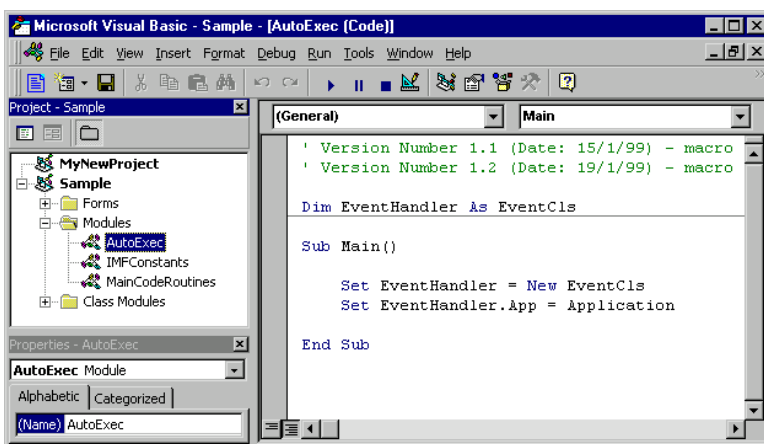 Microsoft Visual Basic - Sample - [AutoExec (Code)]
File Edit View Insert Format Debug Run Tools Window Help
Project - Sample
MyNewProject
Sample
Forms
Modules
AutoExec
IMFConstants
MainCodeRoutines
Class Modules
Properties - AutoExec
AutoExec Module
Alphabetic Categorized
(Name) AutoExec
(General) Main
' Version Number 1.1 (Date: 15/1/99) - macro
' Version Number 1.2 (Date: 19/1/99) - macro
Dim EventHandler As EventCls
Sub Main()
Set EventHandler = New EventCls
Set EventHandler.App = Application
End Sub